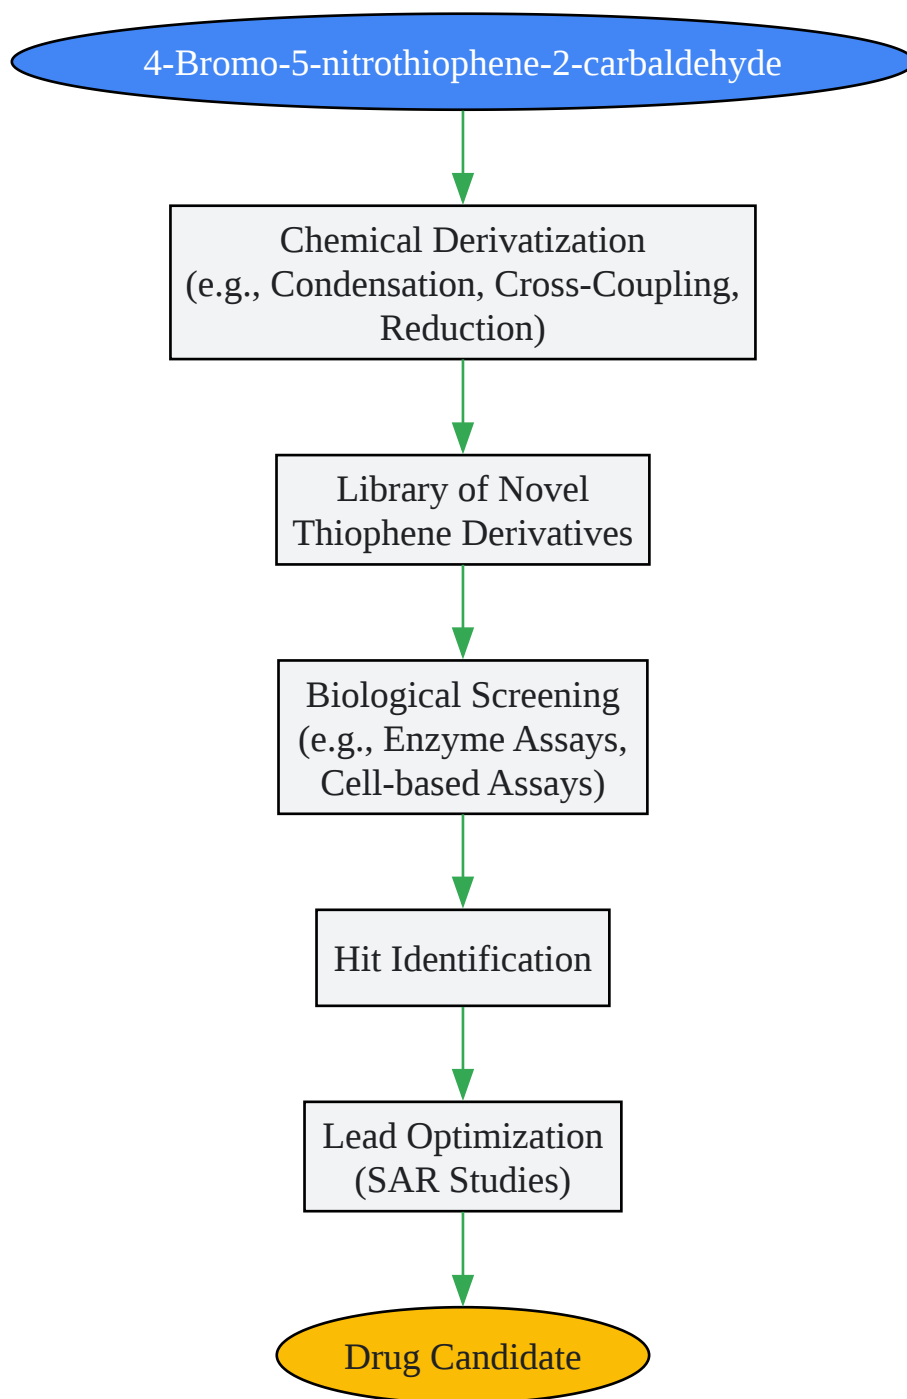 4-Bromo-5-nitrothiophene-2-carbaldehyde
Chemical Derivatization
(e.g., Condensation, Cross-Coupling,
Reduction)
Library of Novel
Thiophene Derivatives
Biological Screening
(e.g., Enzyme Assays,
Cell-based Assays)
Hit Identification
Lead Optimization
(SAR Studies)
Drug Candidate